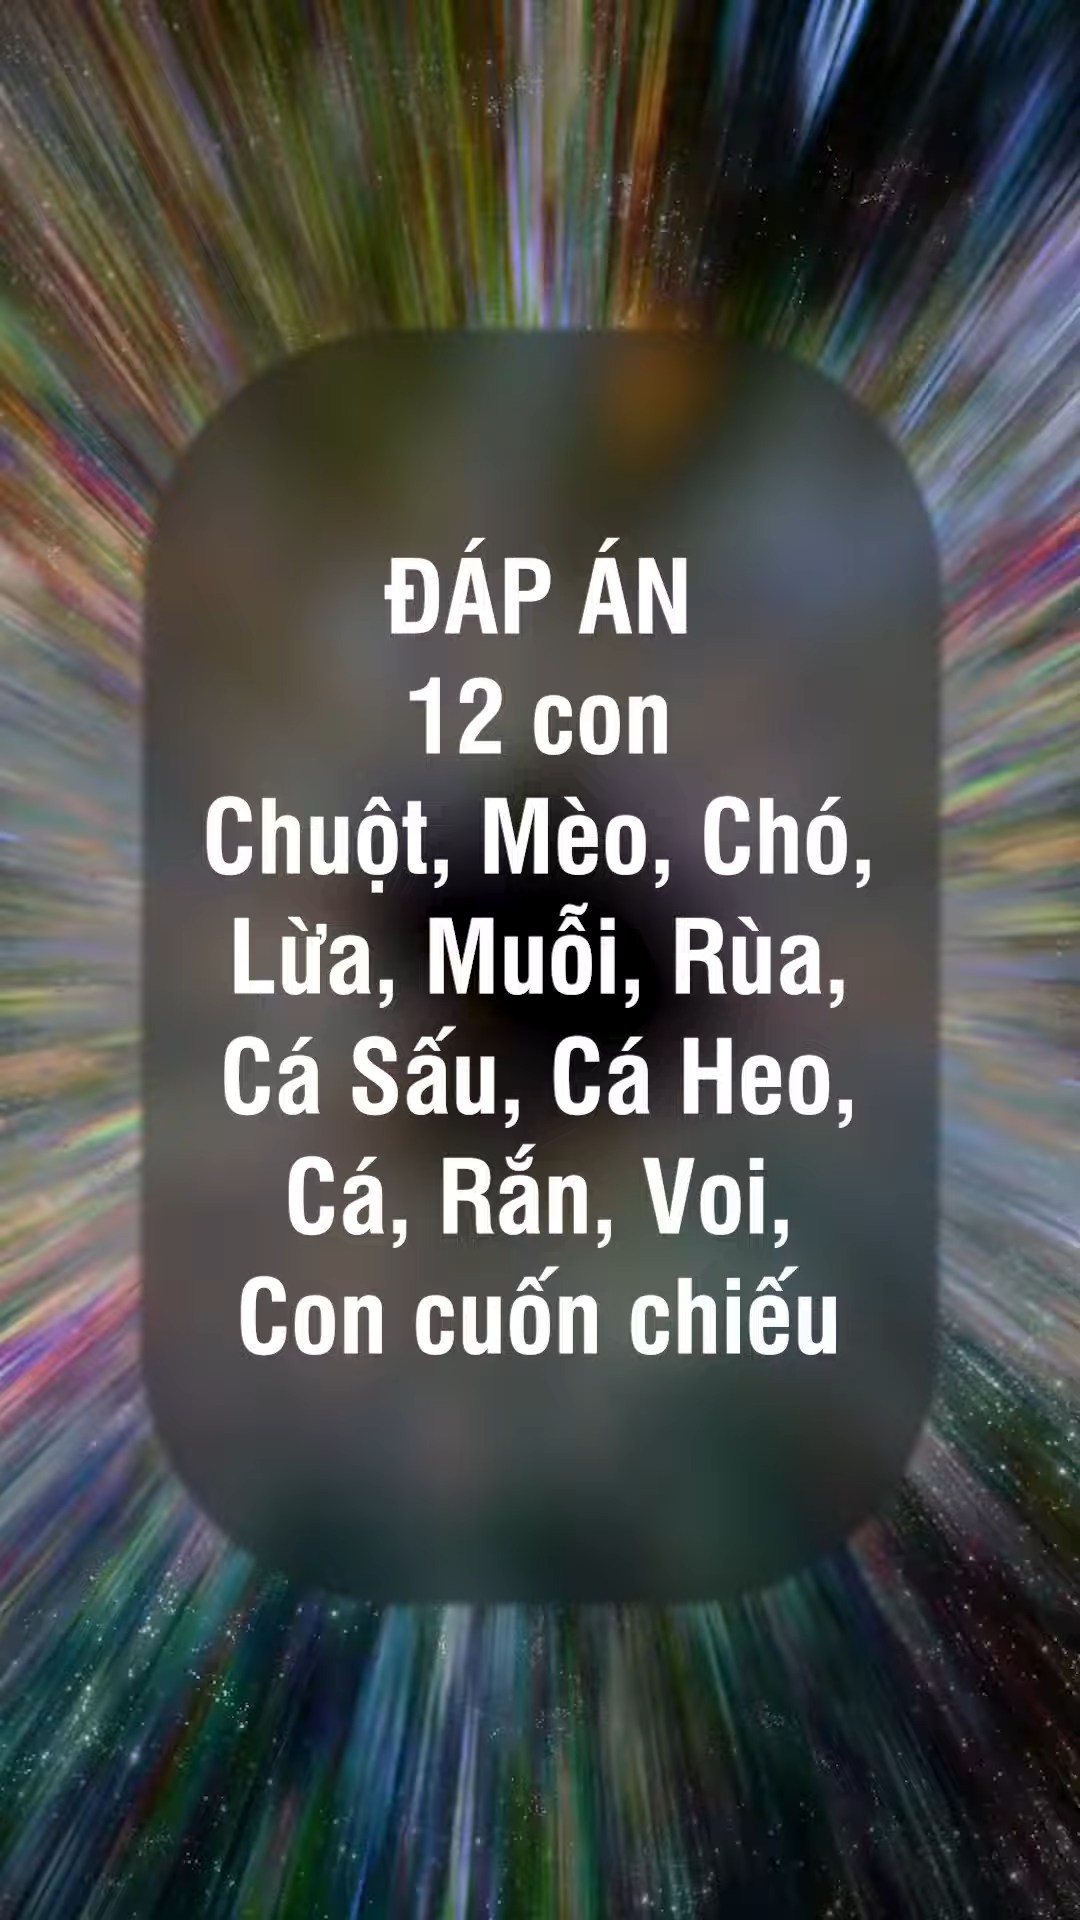 ĐÁP ÁN
12 con
Chuột, Mèo, Chó,
Lừa, Muỗi, Rùa,
Cá Sấu, Cá Heo,
Cá, Rắn, Voi,
Con cuốn chiếu